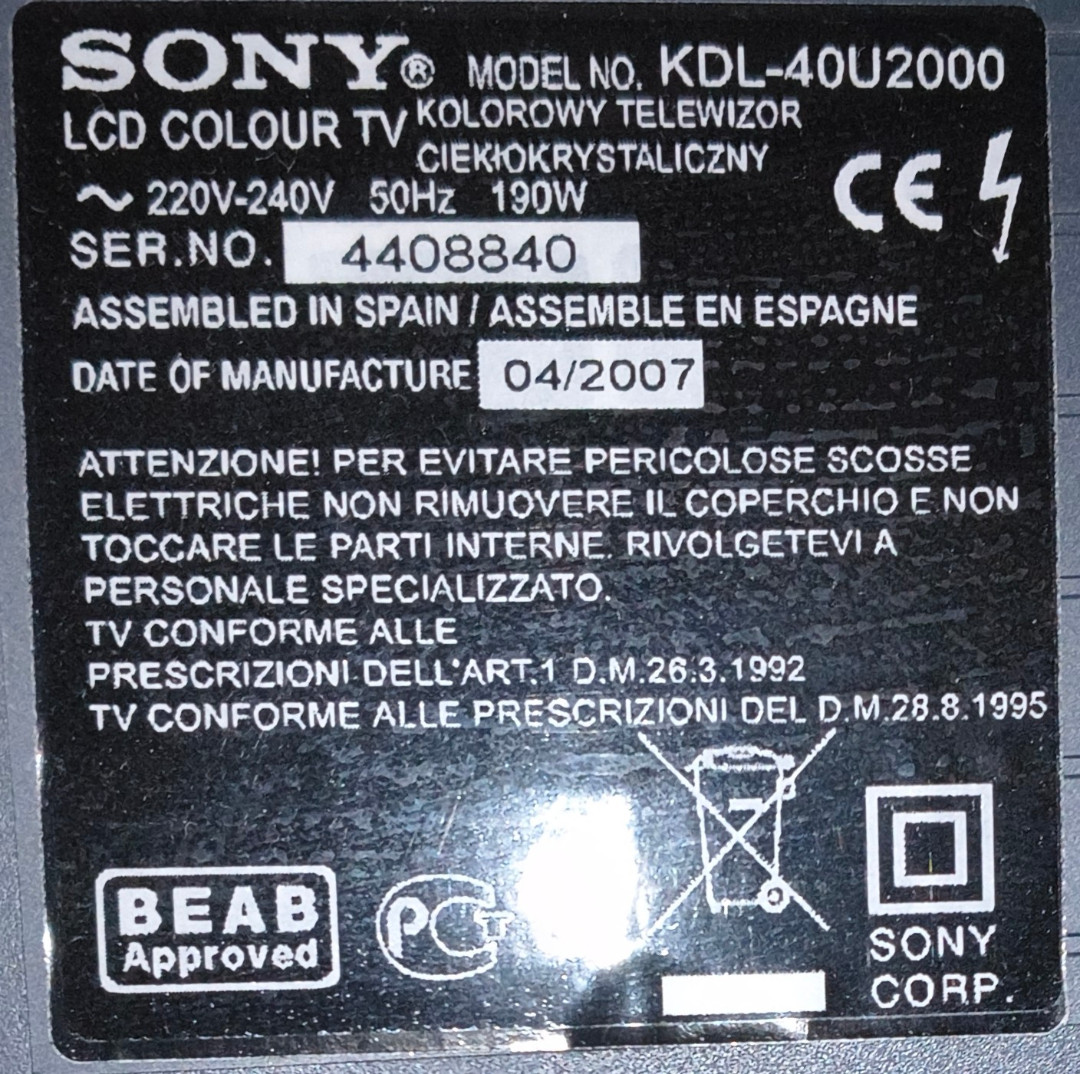 SONY® MODEL NO. KDL-40U2000
LCD COLOUR TV KOLOROWY TELEWIZOR
CIEKŁOKRYSTALICZNY
~ 220V-240V 50Hz 190W
SER.NO. 4408840
ASSEMBLED IN SPAIN / ASSEMBLE EN ESPAGNE
DATE OF MANUFACTURE 04/2007
ATTENZIONE! PER EVITARE PERICOLOSE SCOSSE
ELETTRICHE NON RIMUOVERE IL COPERCHIO E NON
TOCCARE LE PARTI INTERNE. RIVOLGETEVI A
PERSONALE SPECIALIZZATO.
TV CONFORME ALLE
PRESCRIZIONI DELL'ART.1 D.M.26.3.1992
TV CONFORME ALLE PRESCRIZIONI DEL D.M.28.8.1995
CE
BEAB
Approved
PCT
SONY
CORP.